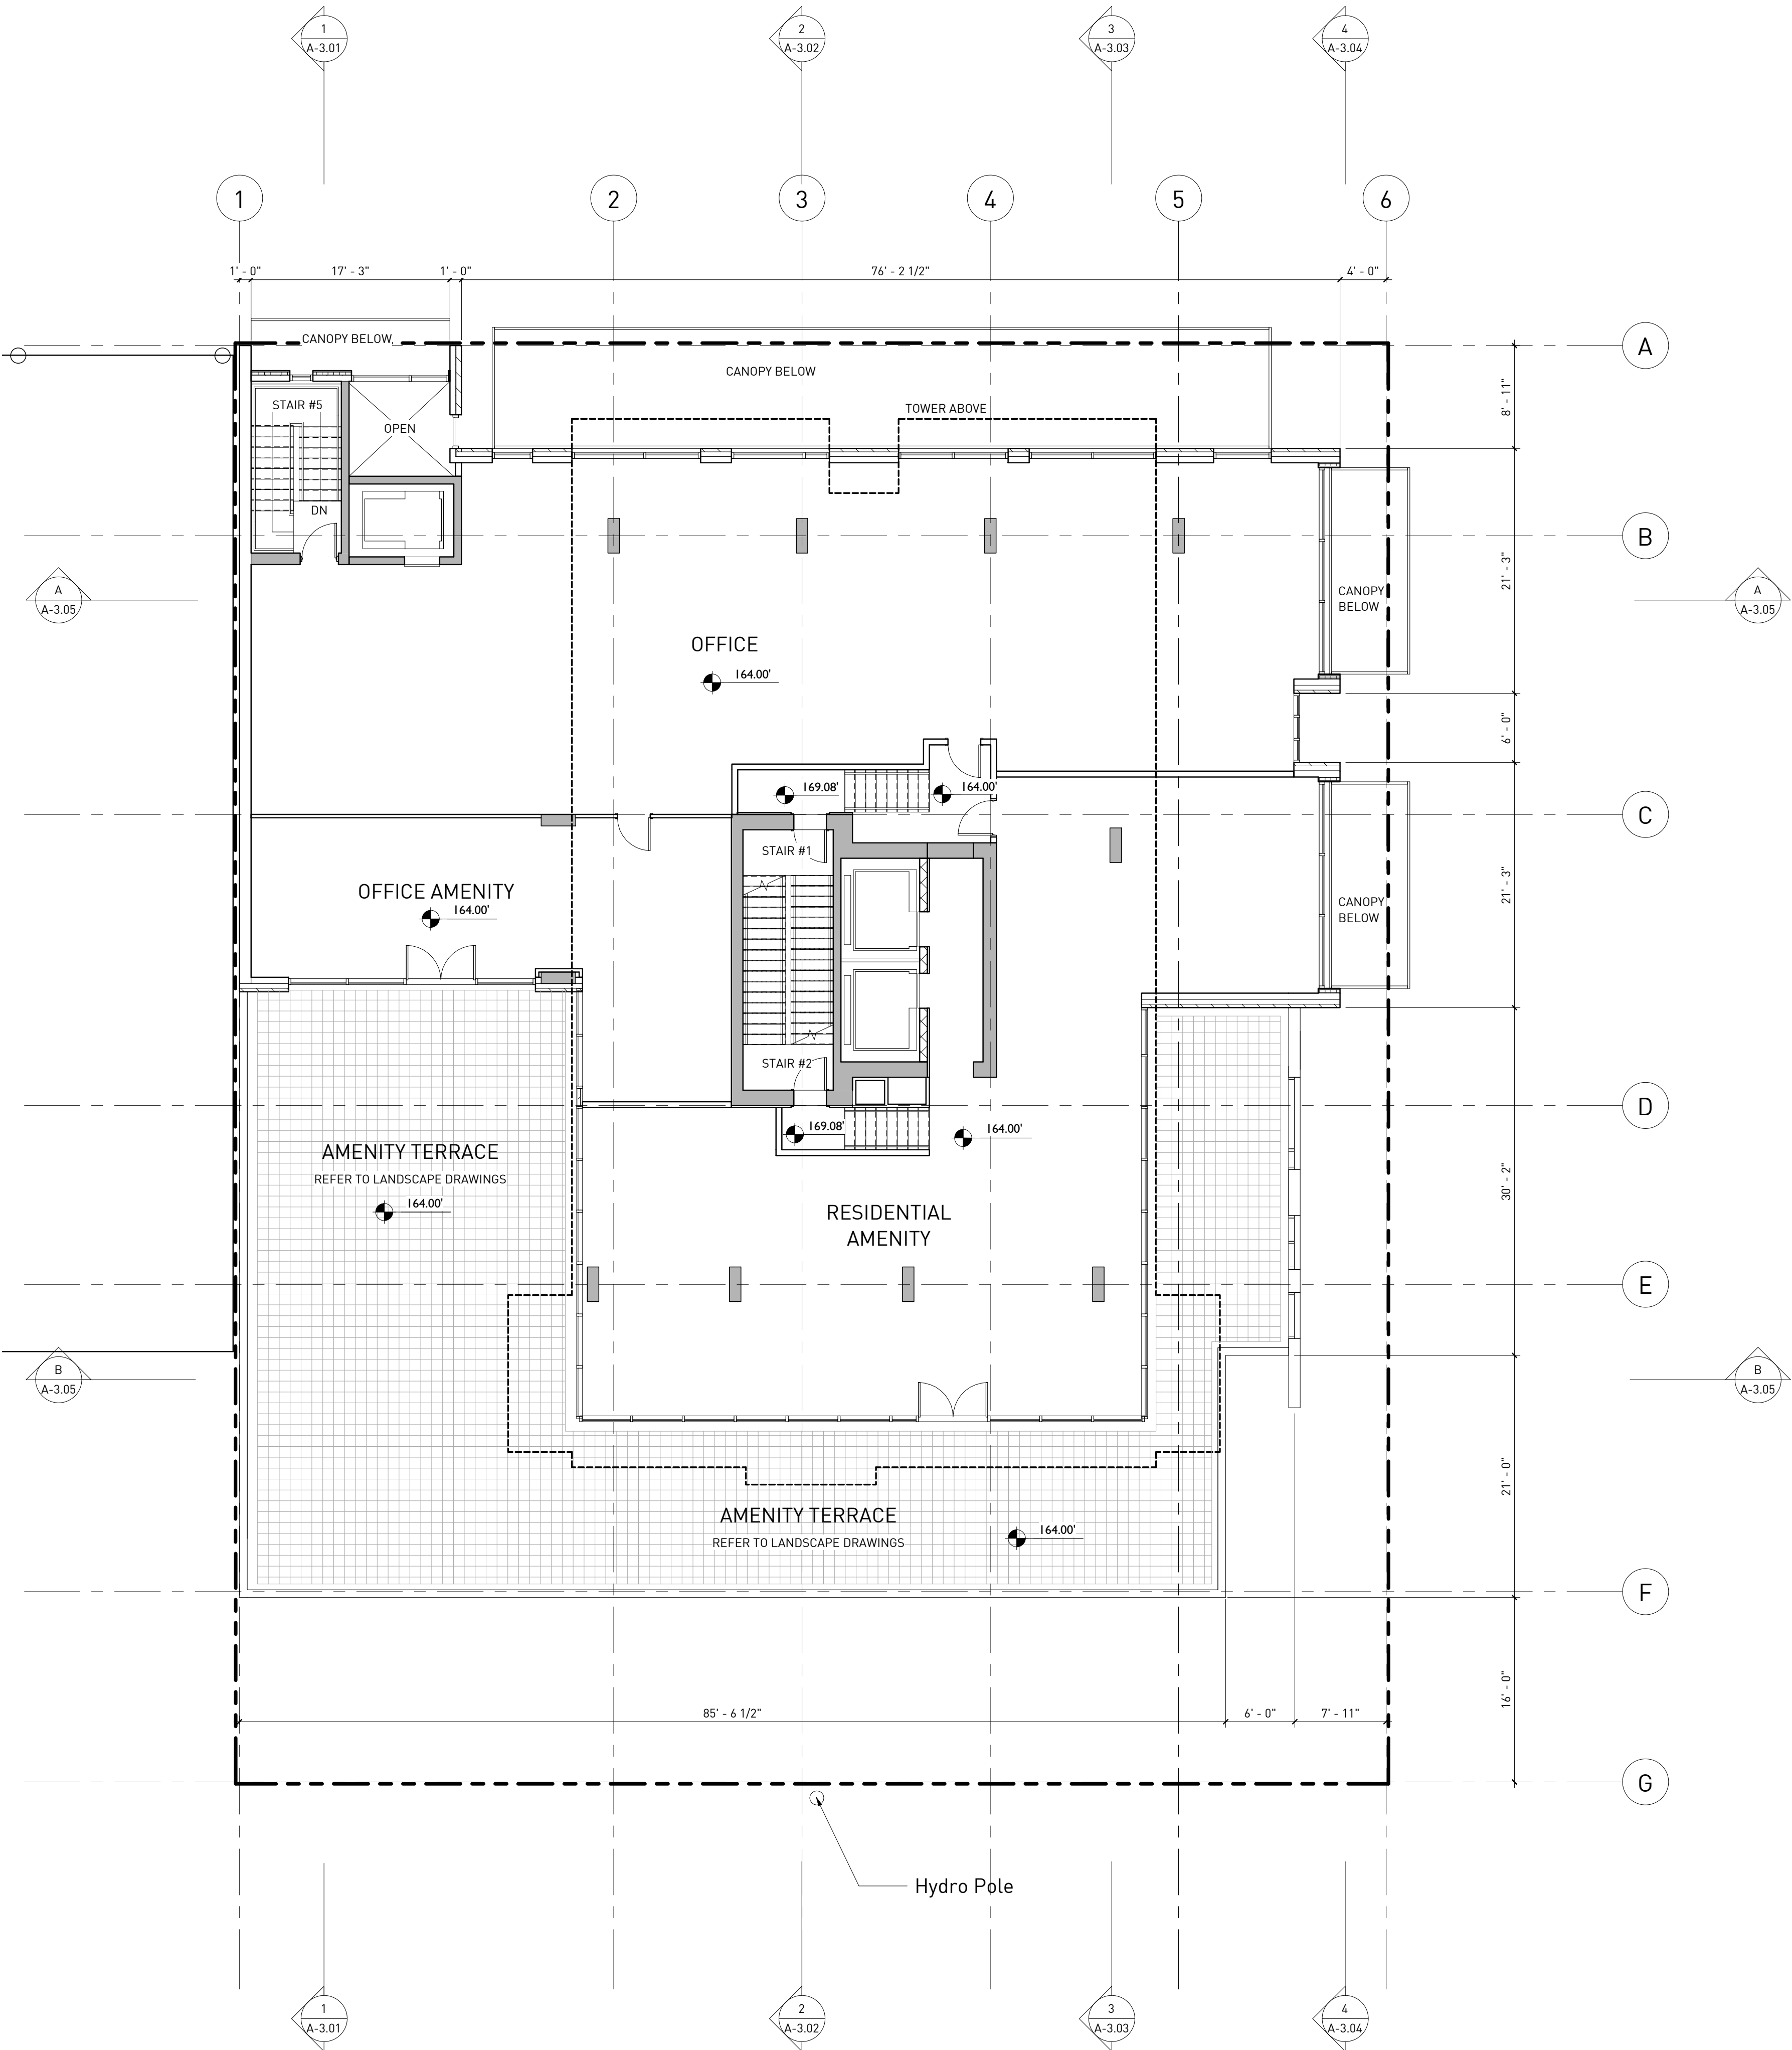 1
A-3.01
2
A-3.02
3
A-3.03
4
A-3.04
1
2
3
4
5
6
1' - 0"
17' - 3"
1' - 0"
76' - 2 1/2"
4' - 0"
CANOPY BELOW
A
CANOPY BELOW
8' - 11"
STAIR #5
TOWER ABOVE
OPEN
DN
B
21' - 3"
A
A-3.05
CANOPY
BELOW
A
A-3.05
OFFICE
164.00'
6' - 0"
169.08'
164.00'
C
STAIR #1
OFFICE AMENITY
164.00'
21' - 3"
CANOPY
BELOW
STAIR #2
D
169.08'
164.00'
AMENITY TERRACE
REFER TO LANDSCAPE DRAWINGS
164.00'
30' - 2"
RESIDENTIAL
AMENITY
E
B
A-3.05
B
A-3.05
21' - 0"
AMENITY TERRACE
REFER TO LANDSCAPE DRAWINGS
164.00'
F
16' - 0"
85' - 6 1/2"
6' - 0"
7' - 11"
G
Hydro Pole
1
A-3.01
2
A-3.02
3
A-3.03
4
A-3.04